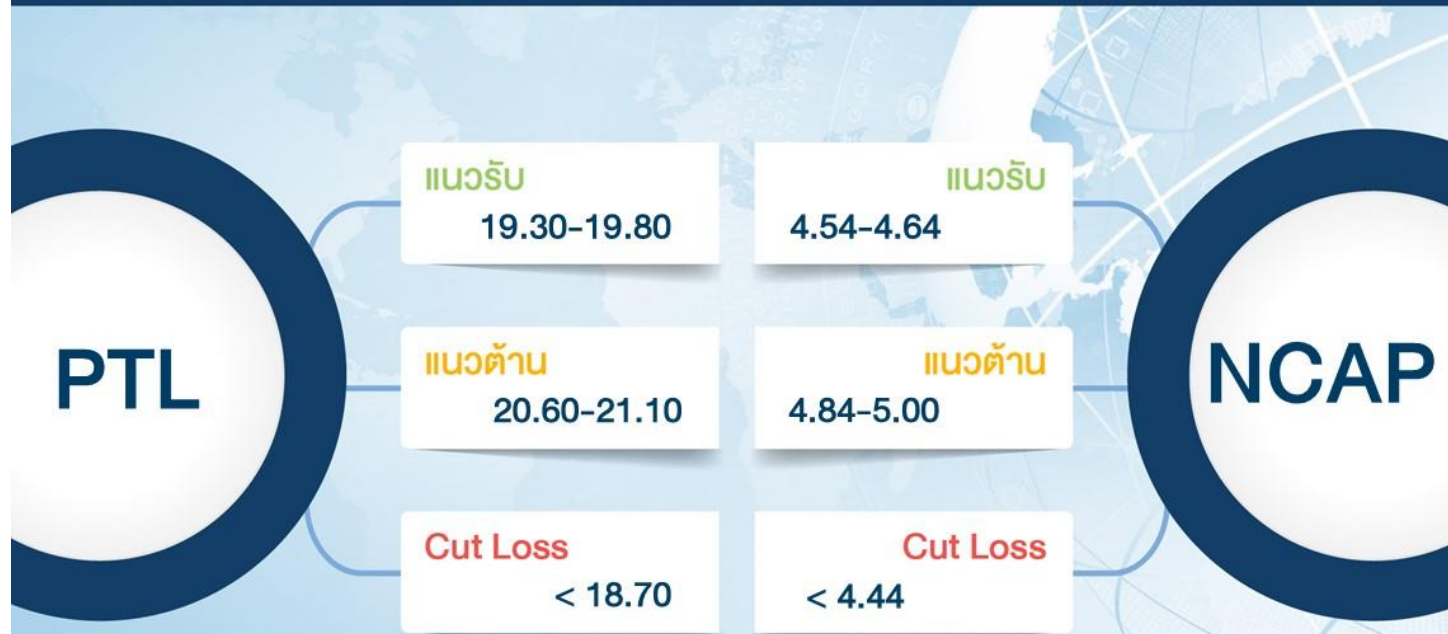 PTL
แนวรับ
19.30-19.80
แนวต้าน
20.60-21.10
Cut Loss
< 18.70
แนวรับ
4.54-4.64
แนวต้าน
4.84-5.00
Cut Loss
< 4.44
NCAP